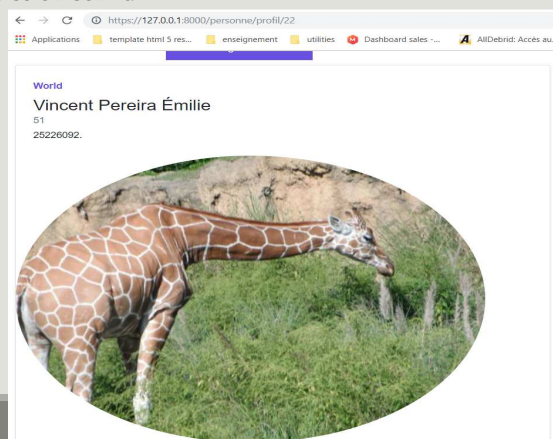 https://127.0.0.1:8000/personne/profil/22
Applications template html 5 res... enseignement utilities Dashboard sales -... AllDebrid: Accès au
World
Vincent Pereira Émilie
51
25226092.